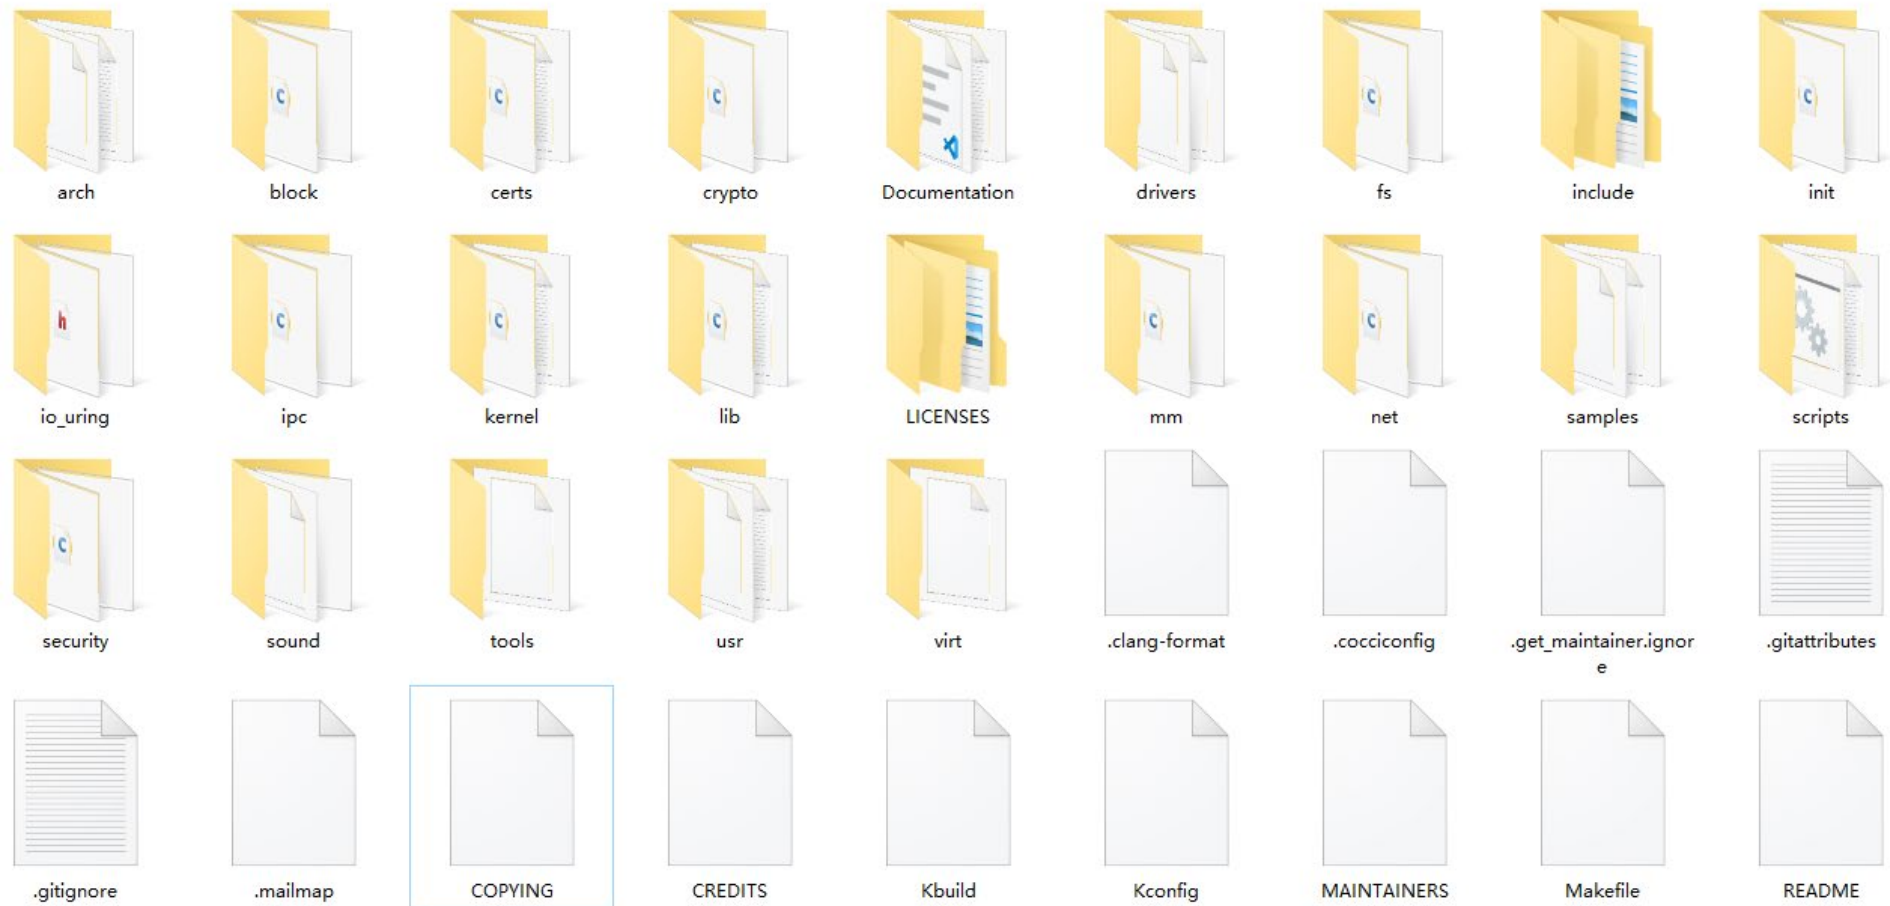 arch block certs crypto Documentation drivers fs include init
io_uring ipc kernel lib LICENSES mm net samples scripts
security sound tools usr virt .clang-format .cocciconfig .get_maintainer.ignor .gitattributes
e
.gitignore .mailmap COPYING CREDITS Kbuild Kconfig MAINTAINERS Makefile README